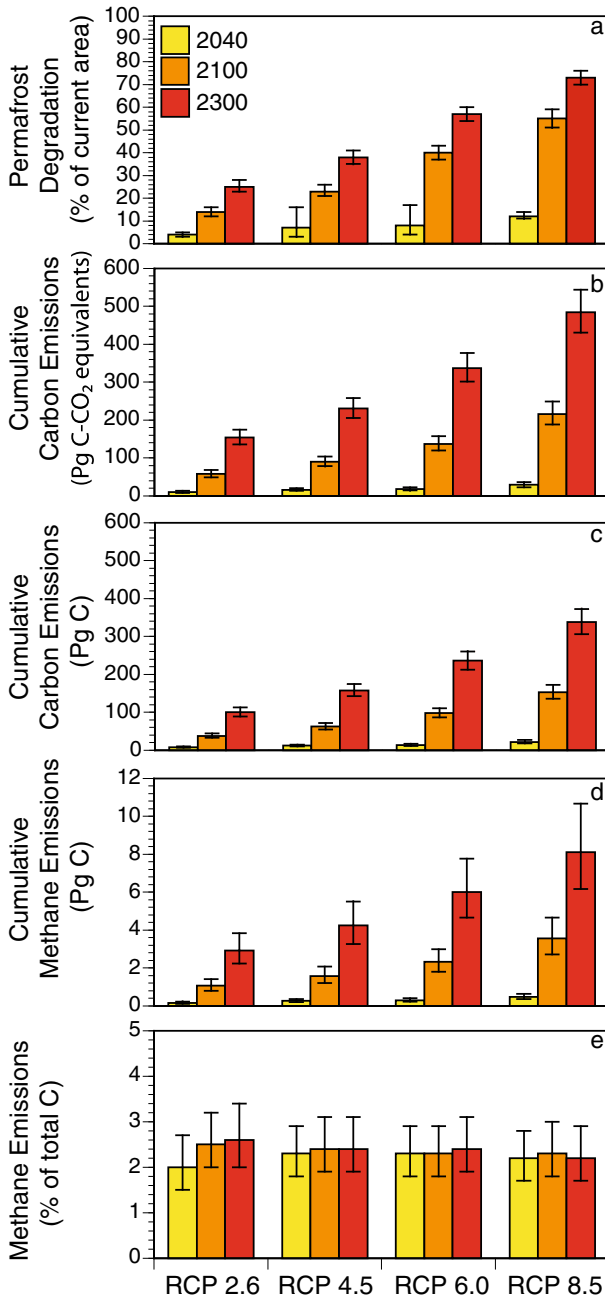 Permafrost
Degradation
(% of current area)
100
90
80
70
60
50
40
30
20
10
0
2040
2100
2300
a
Cumulative
Carbon Emissions
(Pg C-CO₂ equivalents)
600
500
400
300
200
100
0
b
Cumulative
Carbon Emissions
(Pg C)
600
500
400
300
200
100
0
c
Cumulative
Methane Emissions
(Pg C)
12
10
8
6
4
2
0
d
Methane Emissions
(% of total C)
5
4
3
2
1
0
e
RCP 2.6 RCP 4.5 RCP 6.0 RCP 8.5